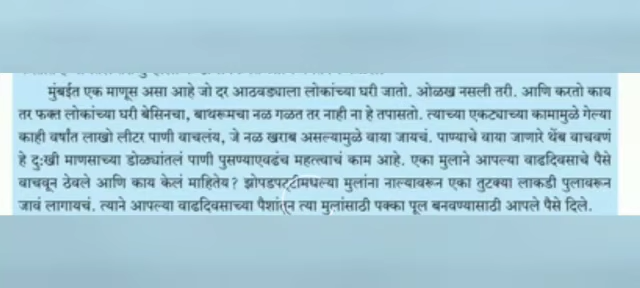 मुंबईत एक माणूस असा आहे जो दर आठवड्याला लोकांच्या घरी जातो. ओळख नसली तरी. आणि करतो काय
तर फक्त लोकांच्या घरी बेसिनचा, बाथरूमचा नळ गळत तर नाही ना हे तपासतो. त्याच्या एकट्याच्या कामामुळे गेल्या
काही वर्षांत लाखो लीटर पाणी वाचलंय, जे नळ खराब असल्यामुळे वाया जायचं. पाण्याचे वाया जाणारे थेंब वाचवणं
हे दुःखी माणसाच्या डोळ्यांतलं पाणी पुसण्याएवढंच महत्त्वाचं काम आहे. एका मुलाने आपल्या वाढदिवसाचे पैसे
वाचवून ठेवले आणि काय केलं माहितेय? झोपडपट्टीमधल्या मुलांना नाल्यावरून एका तुटक्या लाकडी पुलावरून
जावं लागायचं. त्याने आपल्या वाढदिवसाच्या पैशांतून त्या मुलांसाठी पक्का पूल बनवण्यासाठी आपले पैसे दिले.